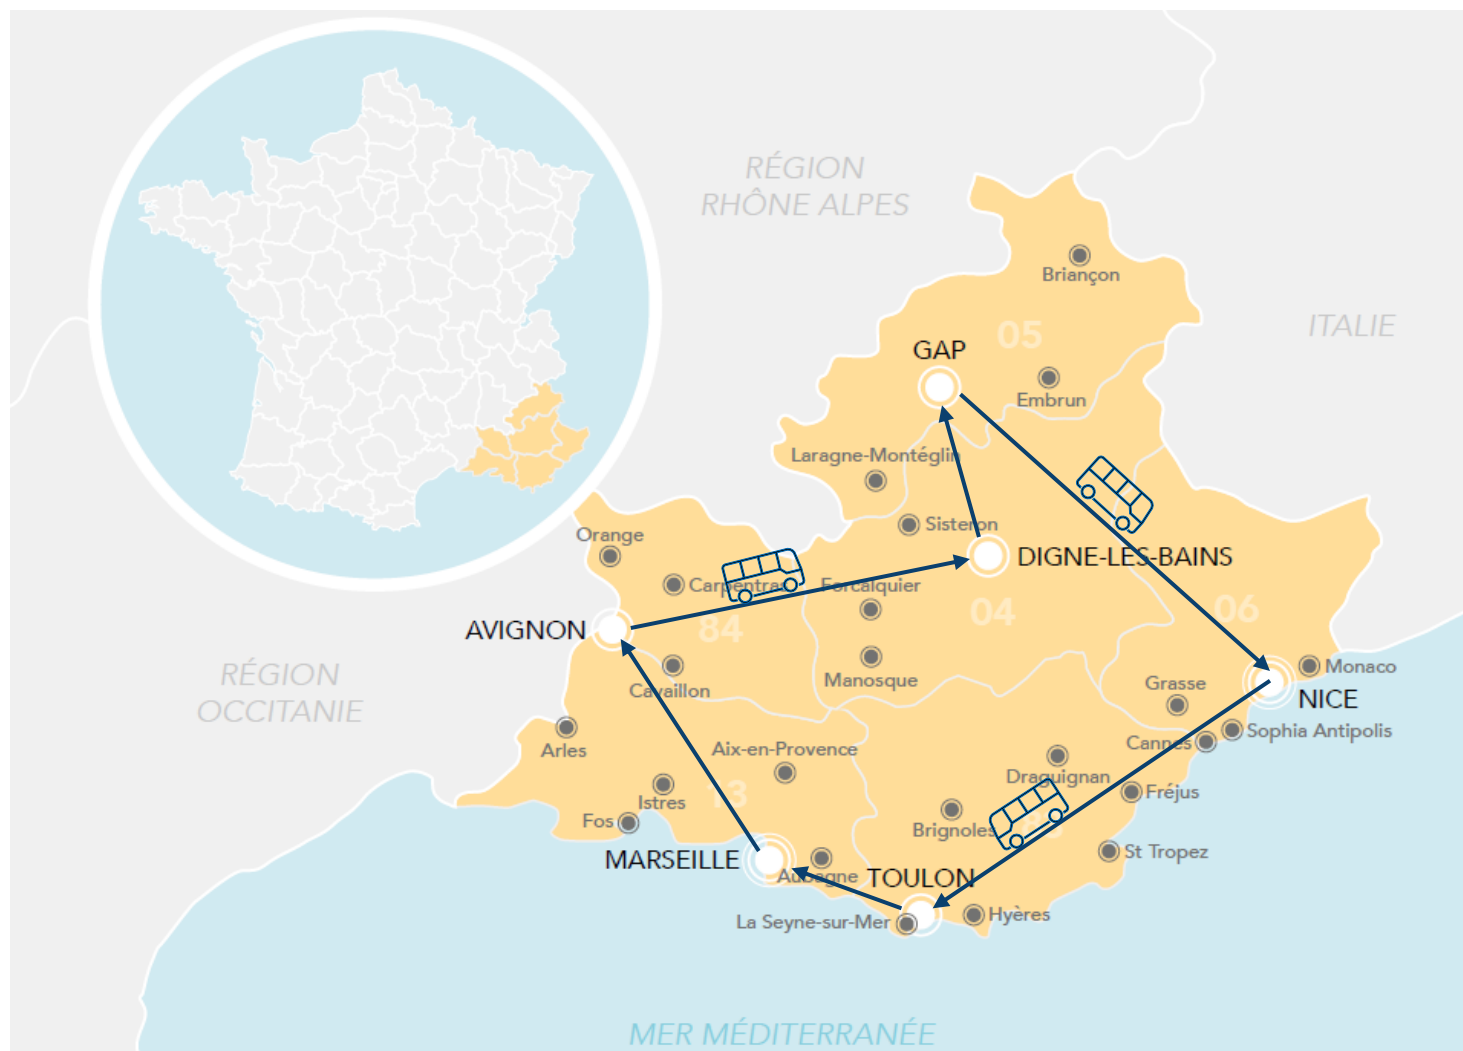 RÉGION
RHÔNE ALPES
Briançon
ITALIE
05
GAP
Embrun
Laragne-Montéglin
Sisteron
Orange
DIGNE-LES-BAINS
Carpentras
Forcalquier
04
06
AVIGNON
84
Monaco
RÉGION
OCCITANIE
Cavaillon
Manosque
Grasse
NICE
Sophia Antipolis
Cannes
Arles
Aix-en-Provence
Draguignan
Istres
13
Fréjus
Fos
Brignoles
MARSEILLE
St Tropez
Aubagne
TOULON
La Seyne-sur-Mer
Hyères
MER MÉDITERRANÉE